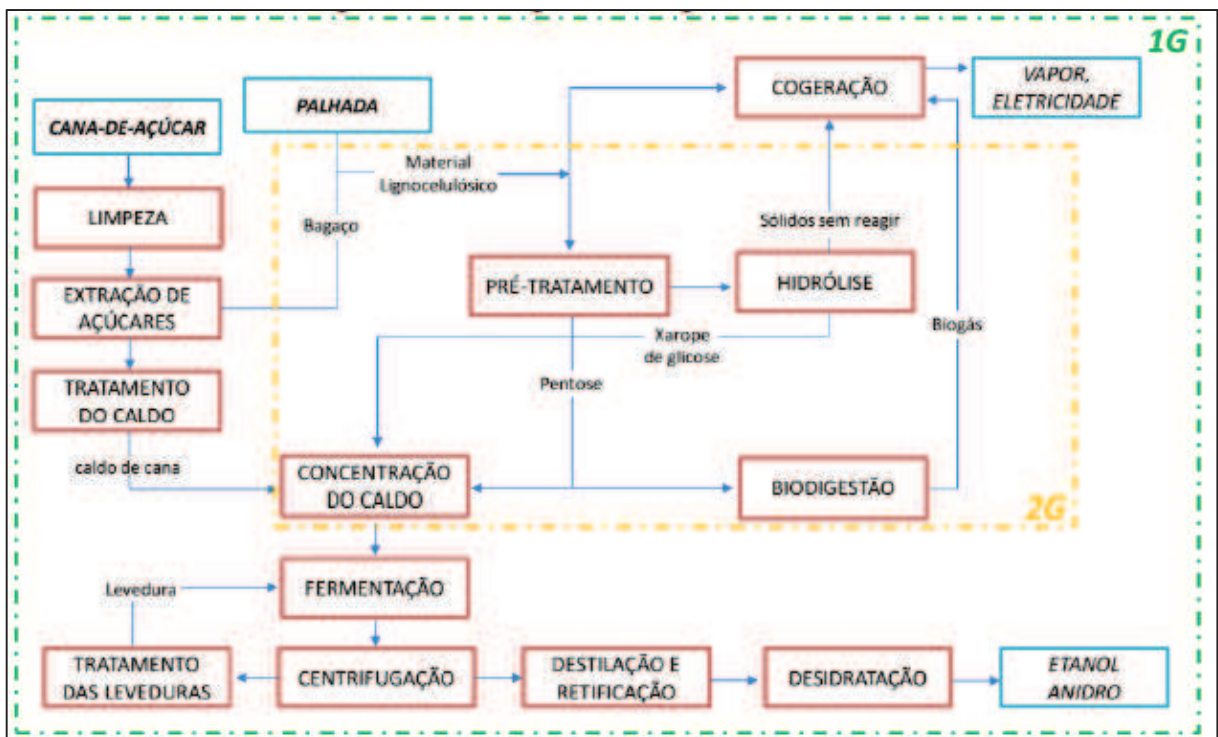 1G
COGERAÇÃO
VAPOR,
ELETRICIDADE
PALHADA
CANA-DE-AÇÚCAR
Material
Lignocelulósico
LIMPEZA
Bagaço
Sólidos sem reagir
PRÉ-TRATAMENTO
HIDRÓLISE
EXTRAÇÃO DE
AÇÚCARES
Xarope
de glicose
Biogás
Pentose
TRATAMENTO
DO CALDO
caldo de cana
CONCENTRAÇÃO
DO CALDO
BIODIGESTÃO
2G
Levedura
FERMENTAÇÃO
TRATAMENTO
DAS LEVEDURAS
CENTRIFUGAÇÃO
DESTILAÇÃO E
RETIFICAÇÃO
DESIDRATAÇÃO
ETANOL
ANIDRO